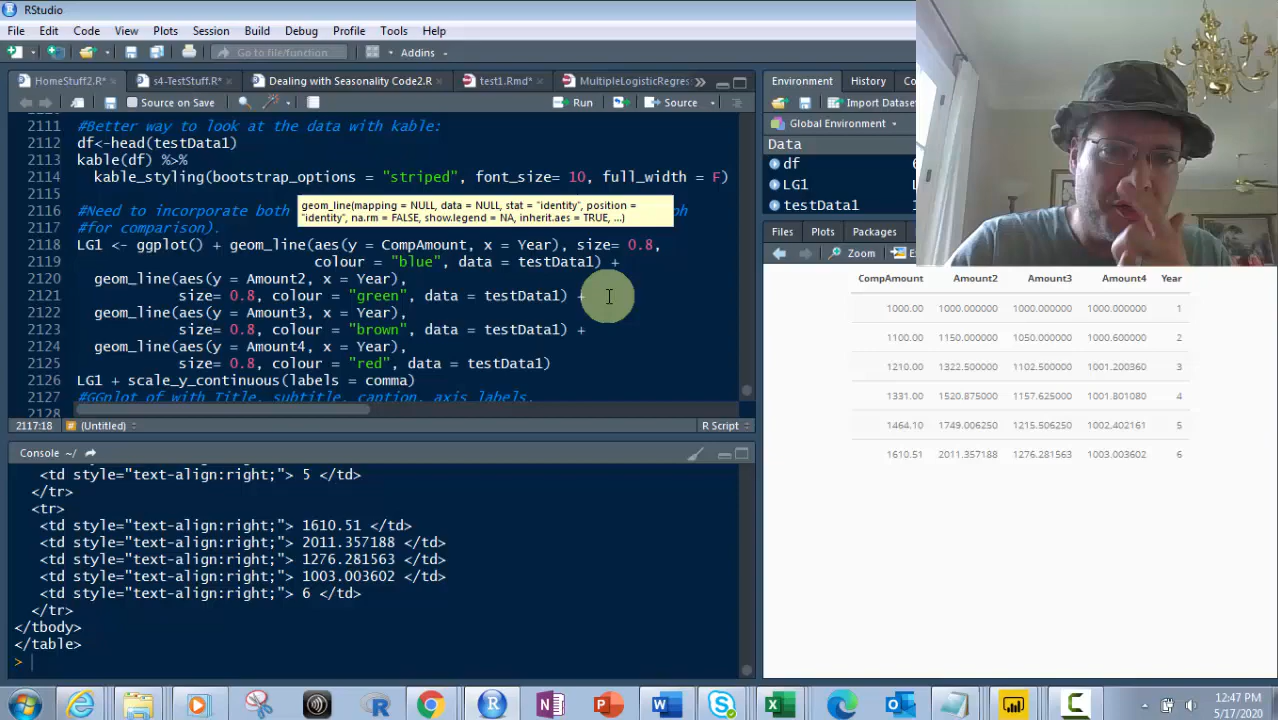 RStudio
File Edit Code View Plots Session Build Debug Profile Tools Help
Go to file/function Addins
HomeStuff2.R* s4-TestStuff.R* Dealing with Seasonality Code2.R test1.Rmd* MultipleLogisticRegres
Source on Save Run Source
2111 #Better way to look at the data with kable:
2112 df<-head(testData1)
2113 kable(df) %>%
2114 kable_styling(bootstrap_options = "striped", font_size= 10, full_width = F)
2115
geom_line(mapping = NULL, data = NULL, stat = "identity", position =
"identity", na.rm = FALSE, show.legend = NA, inherit.aes = TRUE, ...)
2116 #Need to incorporate both ph
2117 #for comparison).
2118 LG1 <- ggplot() + geom_line(aes(y = CompAmount, x = Year), size= 0.8,
2119 colour = "blue", data = testData1) +
2120 geom_line(aes(y = Amount2, x = Year),
2121 size= 0.8, colour = "green", data = testData1) +
2122 geom_line(aes(y = Amount3, x = Year),
2123 size= 0.8, colour = "brown", data = testData1) +
2124 geom_line(aes(y = Amount4, x = Year),
2125 size= 0.8, colour = "red", data = testData1)
2126 LG1 + scale_y_continuous(labels = comma)
2127 #GGplot of with Title, subtitle, caption, axis labels.
2128
2117:18 (Untitled) R Script
Console ~/
<td style="text-align:right;"> 5 </td>
</tr>
<tr>
<td style="text-align:right;"> 1610.51 </td>
<td style="text-align:right;"> 2011.357188 </td>
<td style="text-align:right;"> 1276.281563 </td>
<td style="text-align:right;"> 1003.003602 </td>
<td style="text-align:right;"> 6 </td>
</tr>
</tbody>
</table>
>
Environment History
Import Dataset
Global Environment
Data
df
LG1
testData1
Files Plots Packages
Zoom
CompAmount Amount2 Amount3 Amount4 Year
1000.00 1000.000000 1000.000000 1000.000000 1
1100.00 1150.000000 1050.000000 1000.600000 2
1210.00 1322.500000 1102.500000 1001.200360 3
1331.00 1520.875000 1157.625000 1001.801080 4
1464.10 1749.006250 1215.506250 1002.402161 5
1610.51 2011.357188 1276.281563 1003.003602 6
12:47 PM
5/17/2020